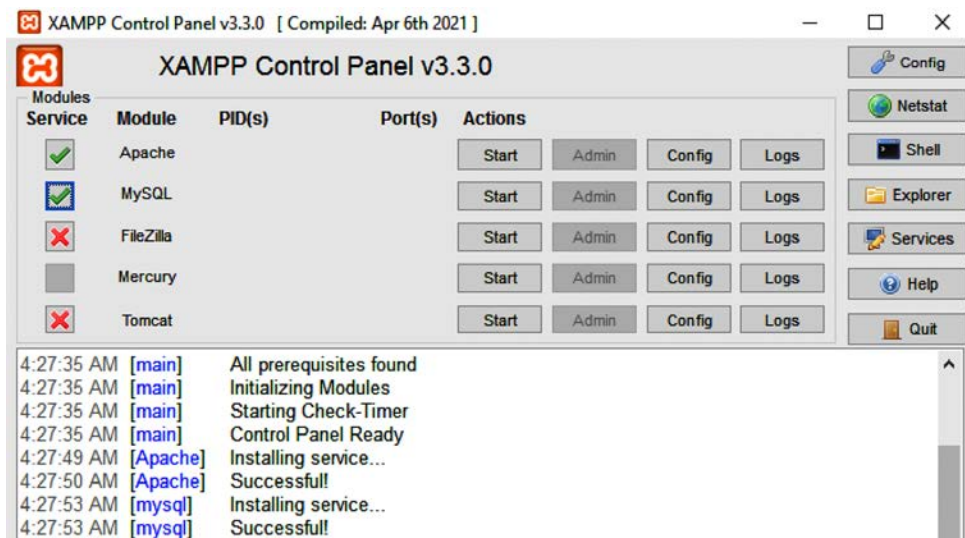 XAMPP Control Panel v3.3.0 [ Compiled: Apr 6th 2021 ]
XAMPP Control Panel v3.3.0
Config
Modules
Service Module PID(s) Port(s) Actions
Netstat
Apache Start Admin Config Logs
Shell
MySQL Start Admin Config Logs
Explorer
FileZilla Start Admin Config Logs
Services
Mercury Start Admin Config Logs
Help
Tomcat Start Admin Config Logs
Quit
4:27:35 AM [main] All prerequisites found
4:27:35 AM [main] Initializing Modules
4:27:35 AM [main] Starting Check-Timer
4:27:35 AM [main] Control Panel Ready
4:27:49 AM [Apache] Installing service...
4:27:50 AM [Apache] Successful!
4:27:53 AM [mysql] Installing service...
4:27:53 AM [mysql] Successful!